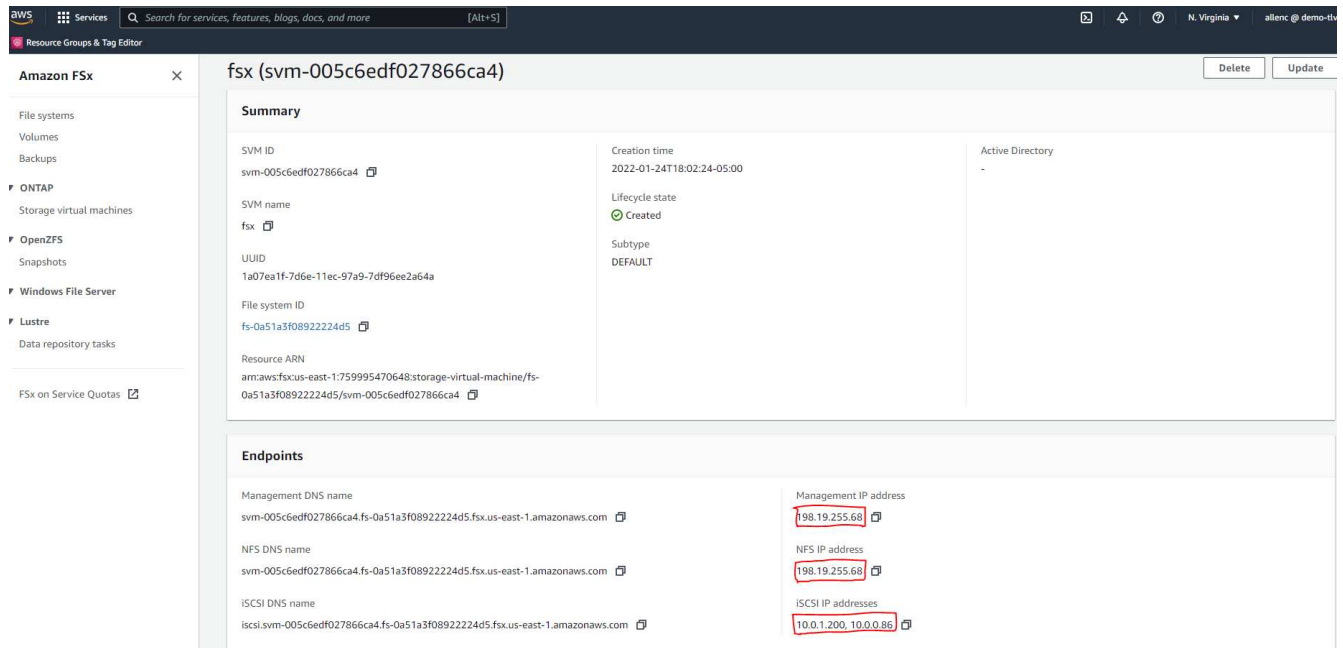 aws
Services
Search for services, features, blogs, docs, and more
[Alt+S]
N. Virginia
allenc @ demo-tlv
Resource Groups & Tag Editor
Amazon FSx
File systems
Volumes
Backups
ONTAP
Storage virtual machines
OpenZFS
Snapshots
Windows File Server
Lustre
Data repository tasks
FSx on Service Quotas
fsx (svm-005c6edf027866ca4)
Delete
Update
Summary
SVM ID
svm-005c6edf027866ca4
SVM name
fsx
UUID
1a07ea1f-7d6e-11ec-97a9-7df96ee2a64a
File system ID
fs-0a51a3f08922224d5
Resource ARN
arn:aws:fsx:us-east-1:759995470648:storage-virtual-machine/fs-
0a51a3f08922224d5/svm-005c6edf027866ca4
Creation time
2022-01-24T18:02:24-05:00
Lifecycle state
Created
Subtype
DEFAULT
Active Directory
-
Endpoints
Management DNS name
svm-005c6edf027866ca4.fs-0a51a3f08922224d5.fsx.us-east-1.amazonaws.com
Management IP address
198.19.255.68
NFS DNS name
svm-005c6edf027866ca4.fs-0a51a3f08922224d5.fsx.us-east-1.amazonaws.com
NFS IP address
198.19.255.68
iSCSI DNS name
iscsi.svm-005c6edf027866ca4.fs-0a51a3f08922224d5.fsx.us-east-1.amazonaws.com
iSCSI IP addresses
10.0.1.200, 10.0.0.86